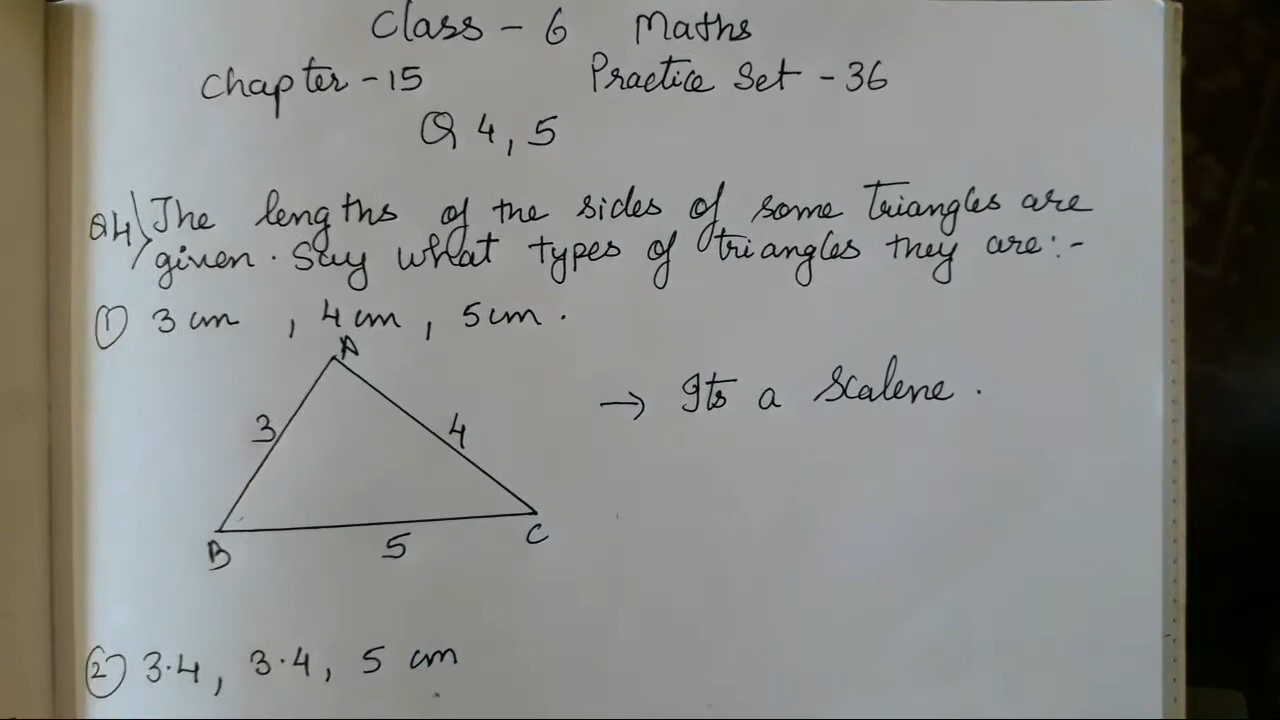 Class - 6 Maths
Chapter - 15 Practice Set - 36
Q 4, 5
Q4) The lengths of the sides of some triangles are
given. Say what types of triangles they are:-
① 3 cm , 4 cm , 5 cm .
A
→ Its a Scalene .
3 4
B 5 C
② 3.4, 3.4, 5 cm